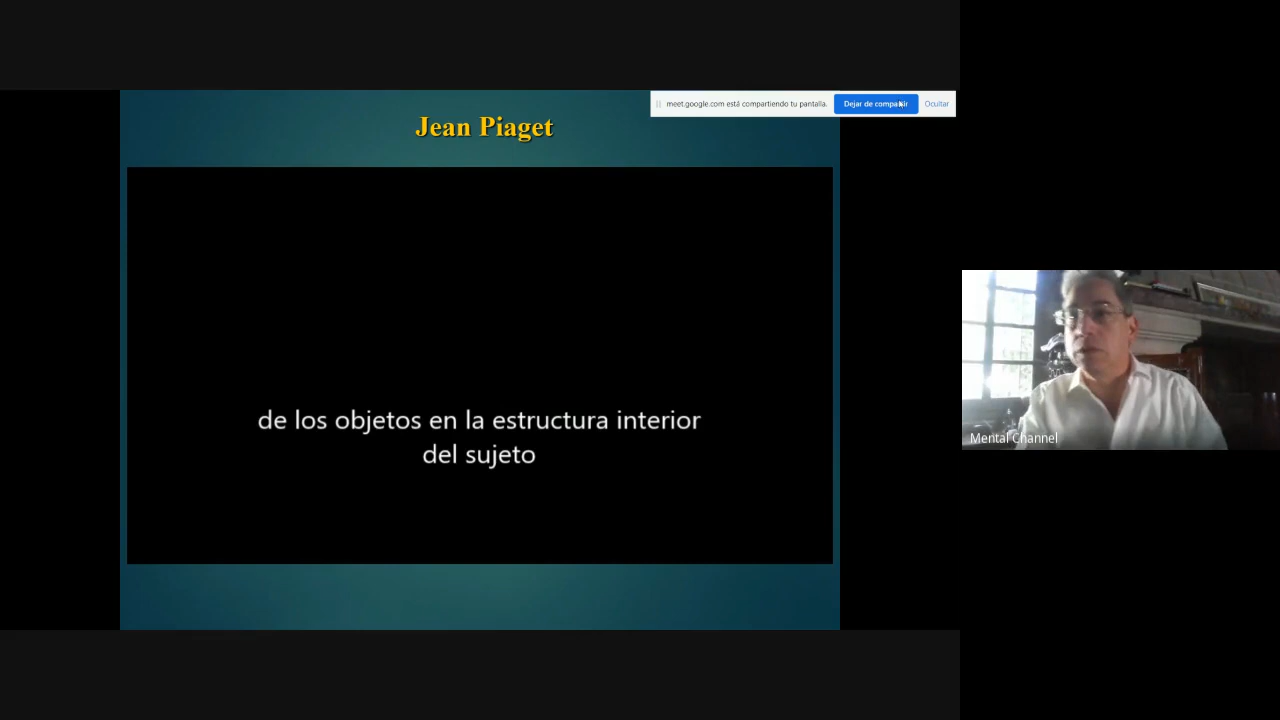 meet.google.com está compartiendo tu pantalla.
Dejar de compartir
Ocultar
Jean Piaget
de los objetos en la estructura interior
del sujeto
Mental Channel